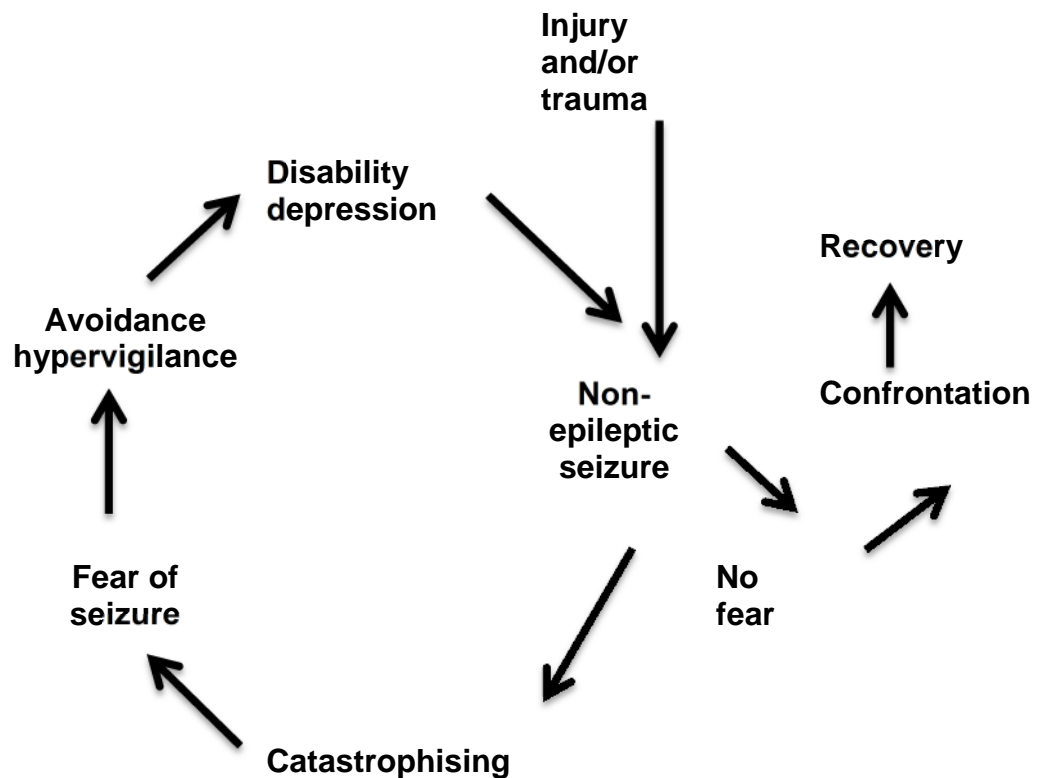 Injury
and/or
trauma
Disability
depression
Recovery
Avoidance
hypervigilance
Non-
epileptic
seizure
Confrontation
Fear of
seizure
No
fear
Catastrophising